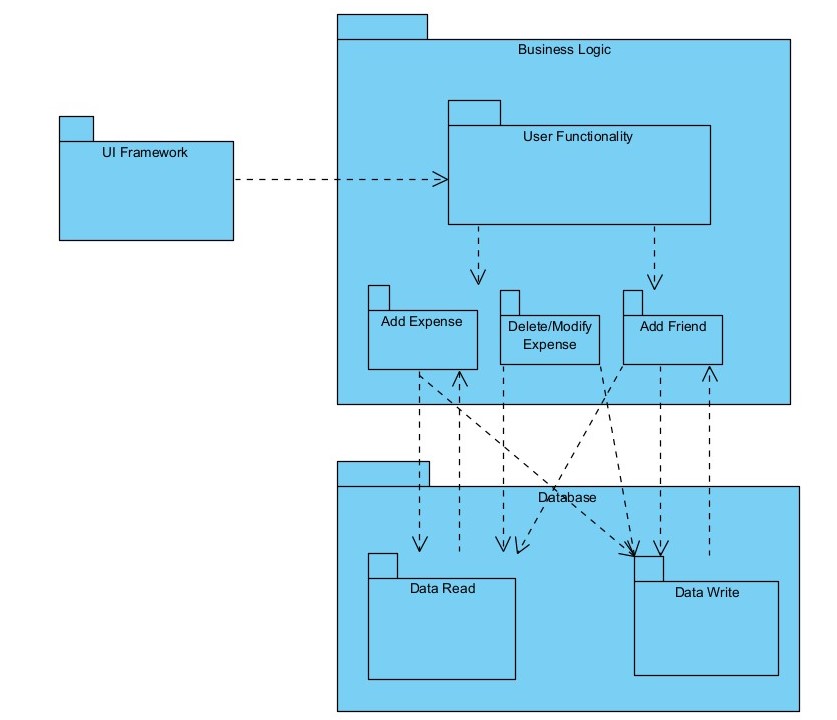 Business Logic
User Functionality
UI Framework
Add Expense
Delete/Modify
Expense
Add Friend
Database
Data Read
Data Write